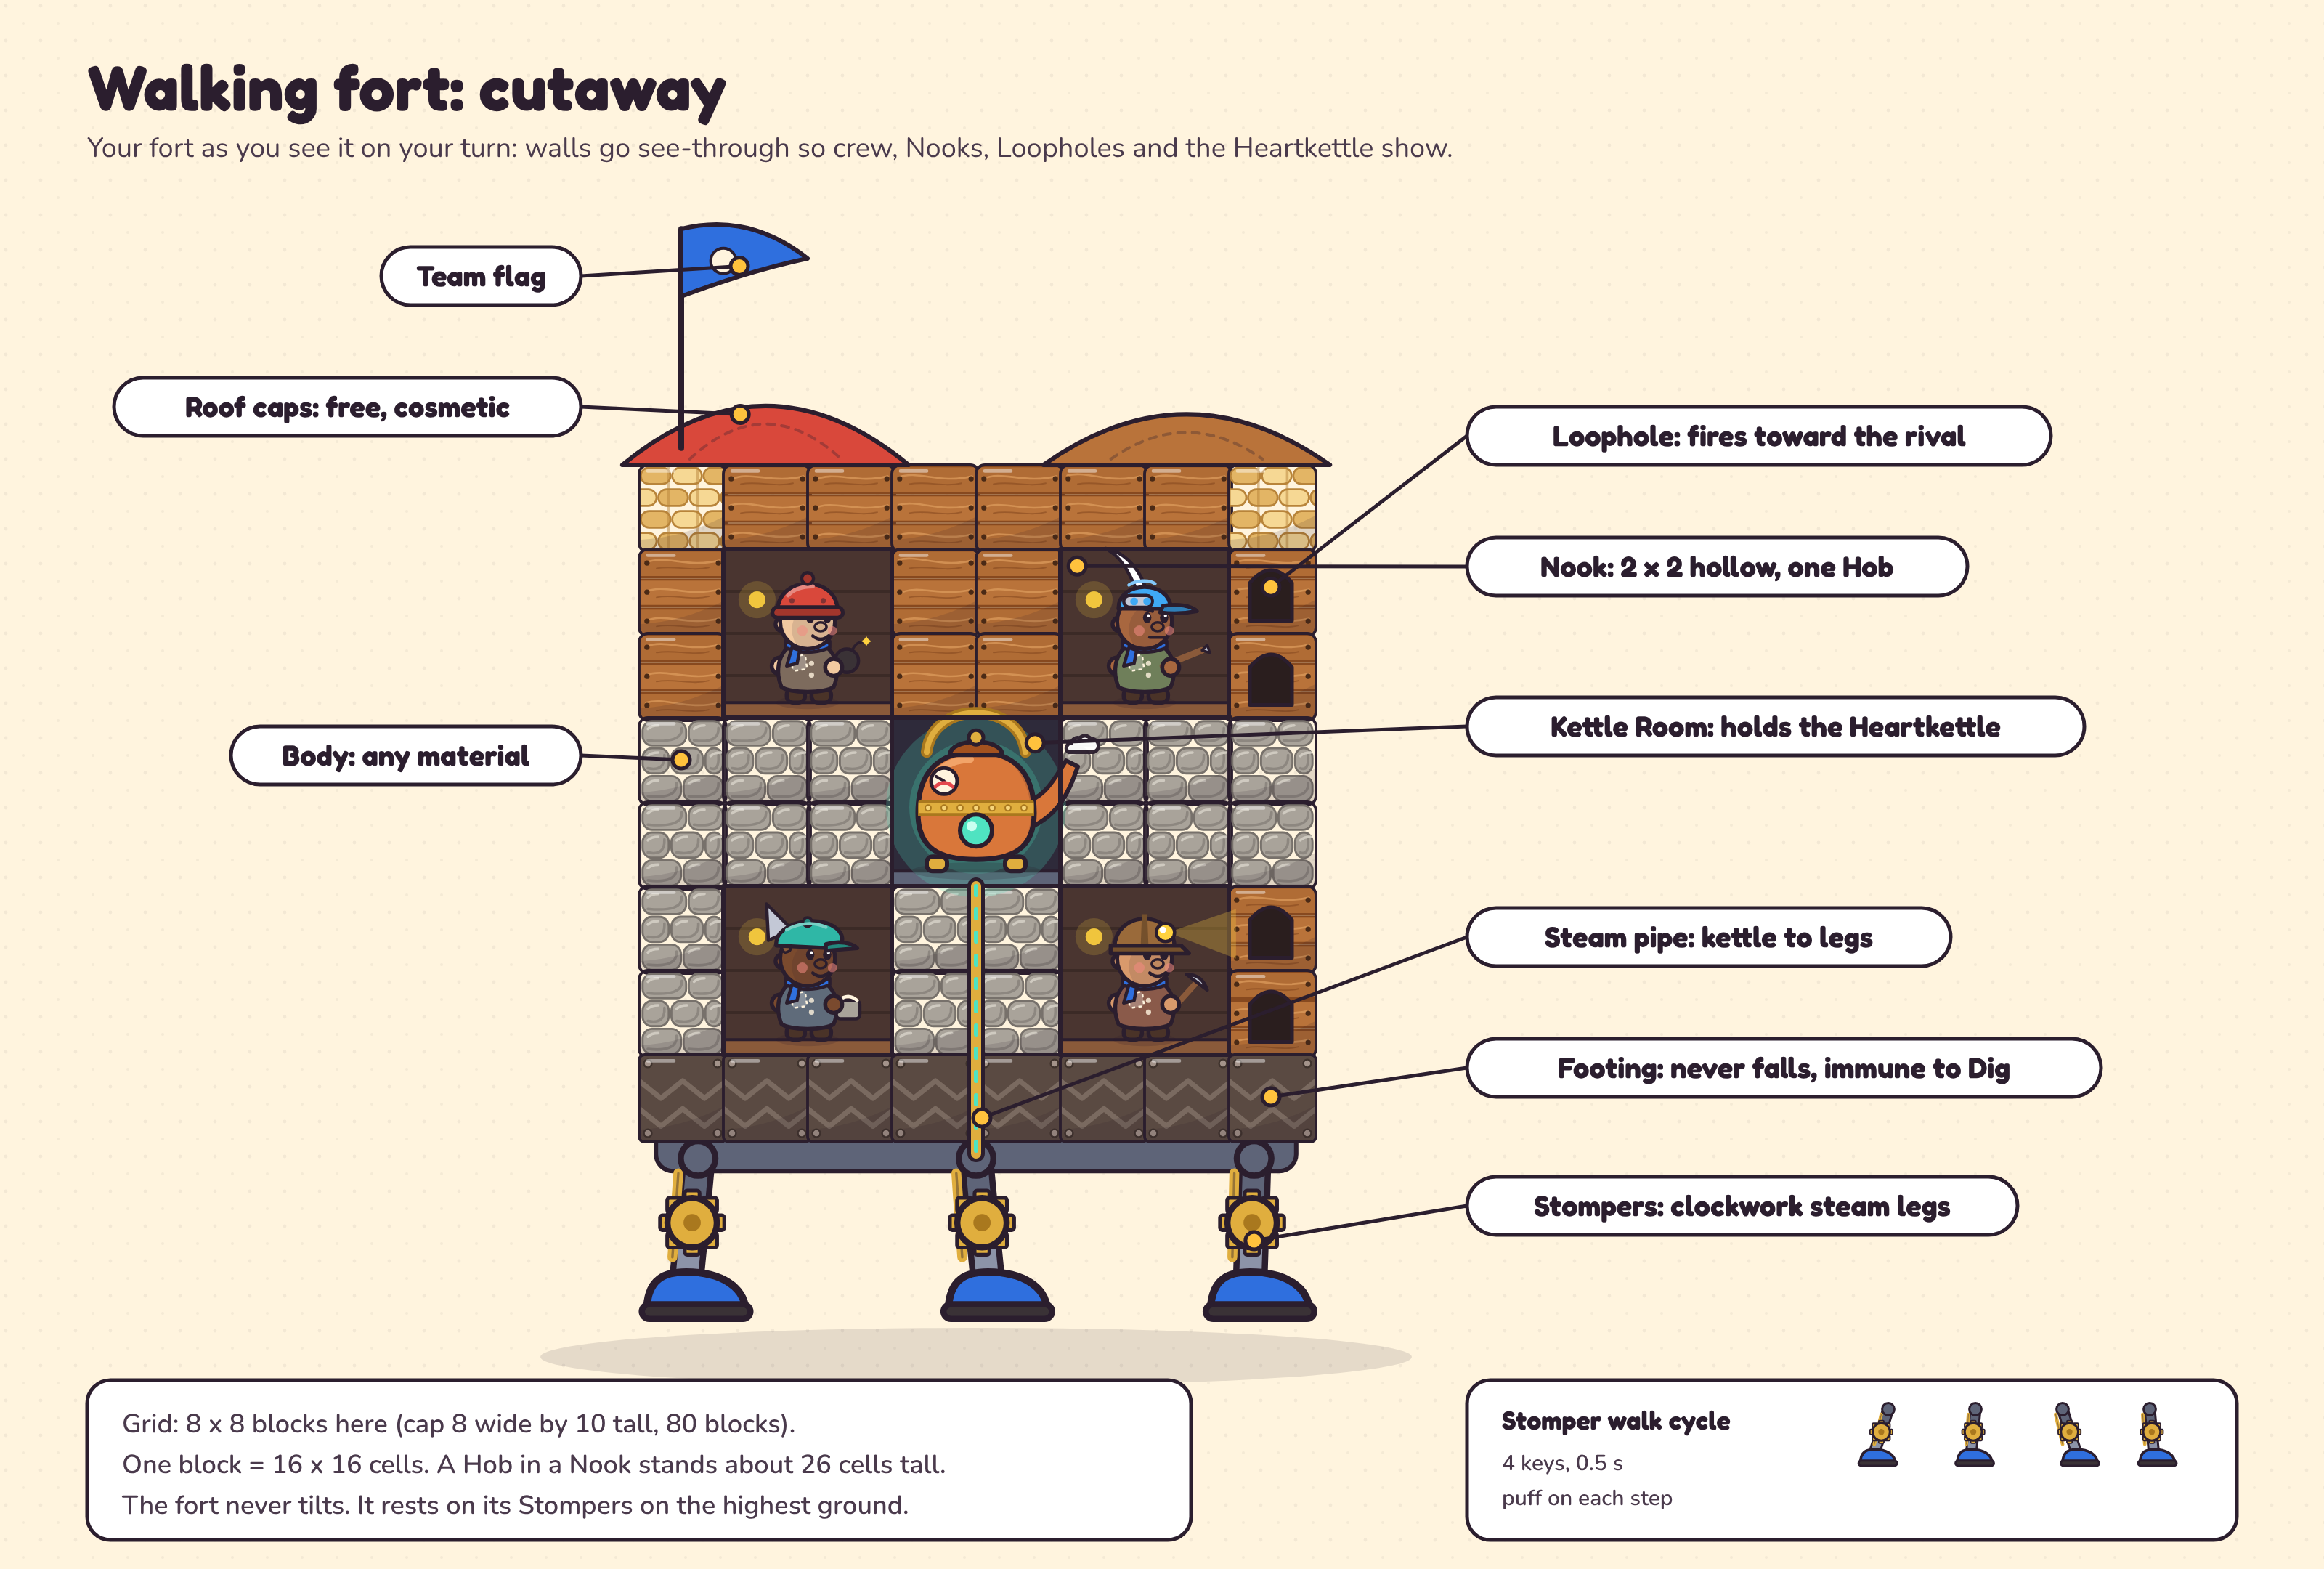 Walking fort: cutaway
Your fort as you see it on your turn: walls go see-through so crew, Nooks, Loopholes and the Heartkettle show.
Team flag
Roof caps: free, cosmetic
Loophole: fires toward the rival
Nook: 2 x 2 hollow, one Hob
Kettle Room: holds the Heartkettle
Body: any material
Steam pipe: kettle to legs
Footing: never falls, immune to Dig
Stompers: clockwork steam legs
Grid: 8 x 8 blocks here (cap 8 wide by 10 tall, 80 blocks).
One block = 16 x 16 cells. A Hob in a Nook stands about 26 cells tall.
The fort never tilts. It rests on its Stompers on the highest ground.
Stomper walk cycle
4 keys, 0.5 s
puff on each step